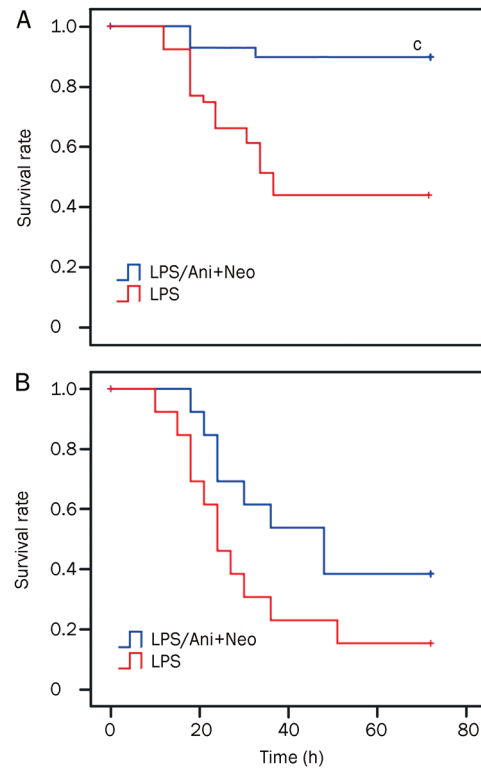 A
1.0
c
0.8
0.6
Survival rate
0.4
0.2
LPS/Ani+Neo
LPS
0
B
1.0
0.8
0.6
Survival rate
0.4
0.2
LPS/Ani+Neo
LPS
0
0 20 40 60 80
Time (h)